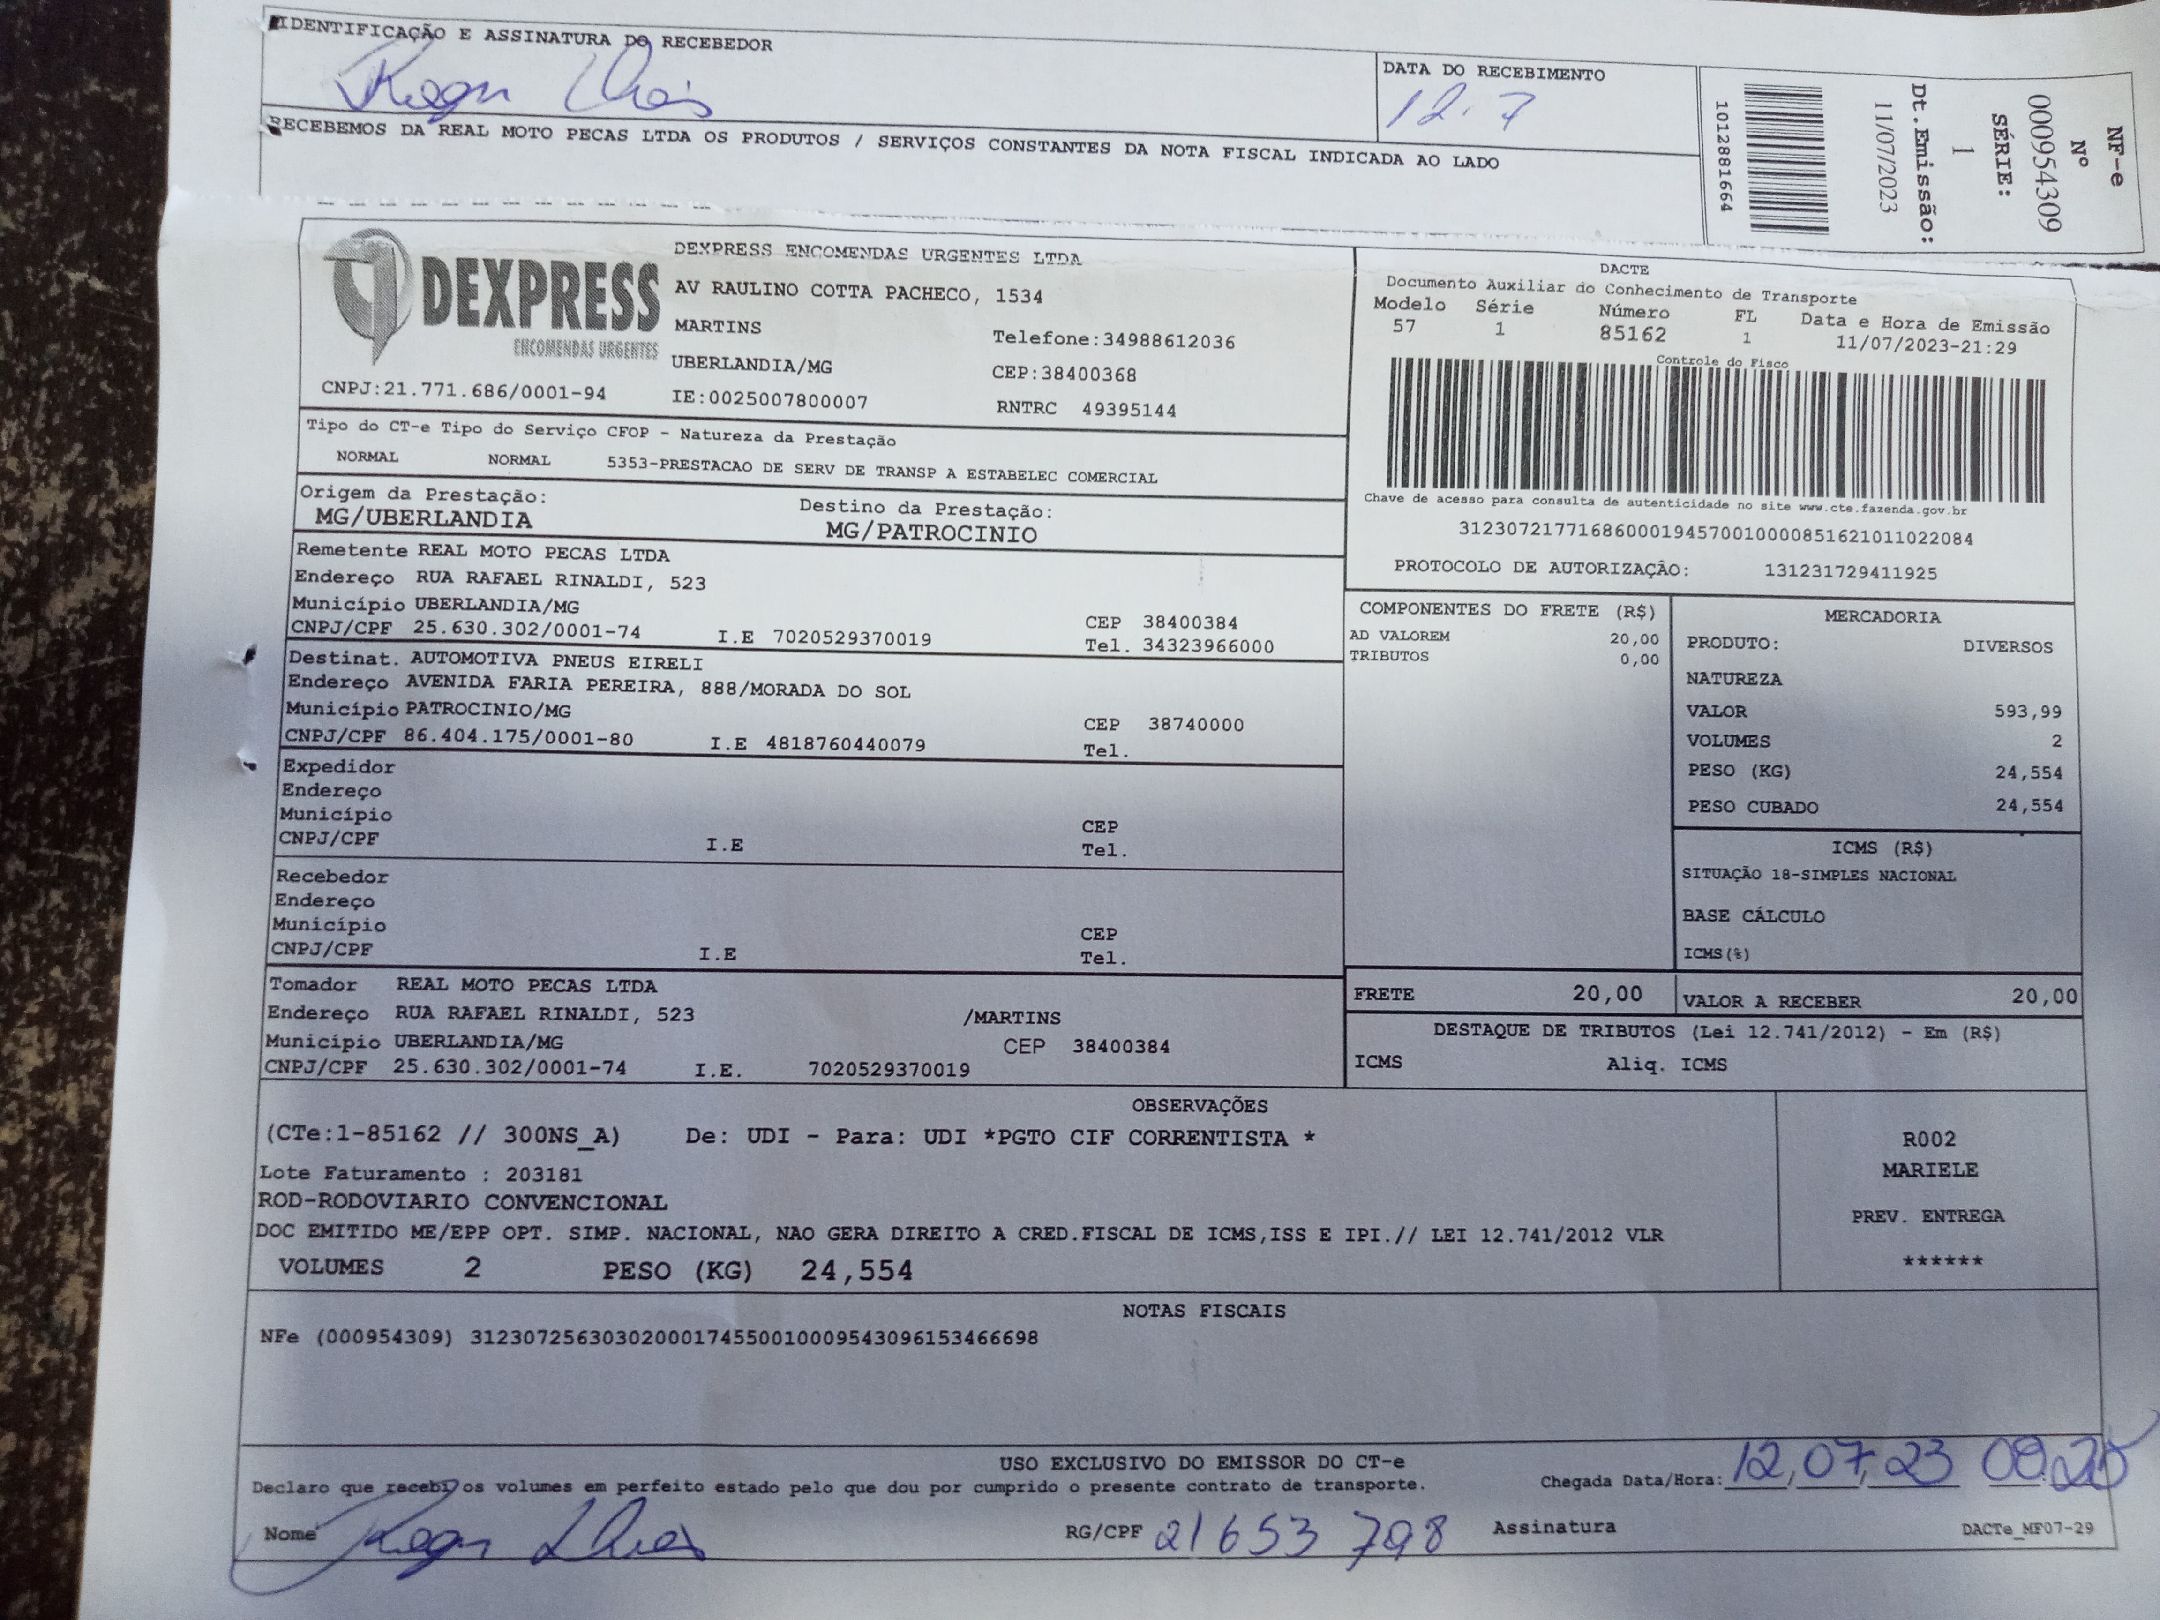 IDENTIFICAÇÃO E ASSINATURA DO RECEBEDOR
DATA DO RECEBIMENTO
12.7
RECEBEMOS DA REAL MOTO PECAS LTDA OS PRODUTOS / SERVIÇOS CONSTANTES DA NOTA FISCAL INDICADA AO LADO
NF-e
Nº
000954309
SÉRIE:
1
Dt.Emissão:
11/07/2023
1012881664
DEXPRESS
ENCOMENDAS URGENTES
CNPJ:21.771.686/0001-94
DEXPRESS ENCOMENDAS URGENTES LTDA
AV RAULINO COTTA PACHECO, 1534
MARTINS
Telefone:34988612036
UBERLANDIA/MG
CEP:38400368
IE:0025007800007
RNTRC 49395144
DACTE
Documento Auxiliar do Conhecimento de Transporte
Modelo Série Número FL Data e Hora de Emissão
57 1 85162 1 11/07/2023-21:29
Controle do Fisco
Chave de acesso para consulta de autenticidade no site www.cte.fazenda.gov.br
31230721771686000194570010000851621011022084
PROTOCOLO DE AUTORIZAÇÃO: 131231729411925
Tipo do CT-e Tipo do Serviço CFOP - Natureza da Prestação
NORMAL NORMAL 5353-PRESTACAO DE SERV DE TRANSP A ESTABELEC COMERCIAL
Origem da Prestação: Destino da Prestação:
MG/UBERLANDIA MG/PATROCINIO
Remetente REAL MOTO PECAS LTDA
Endereço RUA RAFAEL RINALDI, 523
Município UBERLANDIA/MG CEP 38400384
CNPJ/CPF 25.630.302/0001-74 I.E 7020529370019 Tel. 34323966000
Destinat. AUTOMOTIVA PNEUS EIRELI
Endereço AVENIDA FARIA PEREIRA, 888/MORADA DO SOL
Município PATROCINIO/MG CEP 38740000
CNPJ/CPF 86.404.175/0001-80 I.E 4818760440079 Tel.
Expedidor
Endereço
Município CEP
CNPJ/CPF I.E Tel.
Recebedor
Endereço
Município CEP
CNPJ/CPF I.E Tel.
Tomador REAL MOTO PECAS LTDA
Endereço RUA RAFAEL RINALDI, 523 /MARTINS
Município UBERLANDIA/MG CEP 38400384
CNPJ/CPF 25.630.302/0001-74 I.E. 7020529370019
COMPONENTES DO FRETE (R$)
AD VALOREM 20,00
TRIBUTOS 0,00
MERCADORIA
PRODUTO: DIVERSOS
NATUREZA
VALOR 593,99
VOLUMES 2
PESO (KG) 24,554
PESO CUBADO 24,554
ICMS (R$)
SITUAÇÃO 18-SIMPLES NACIONAL
BASE CÁLCULO
ICMS(%)
FRETE 20,00
VALOR A RECEBER 20,00
DESTAQUE DE TRIBUTOS (Lei 12.741/2012) - Em (R$)
ICMS Aliq. ICMS
OBSERVAÇÕES
(CTe:1-85162 // 300NS_A) De: UDI - Para: UDI *PGTO CIF CORRENTISTA *
Lote Faturamento : 203181
ROD-RODOVIARIO CONVENCIONAL
DOC EMITIDO ME/EPP OPT. SIMP. NACIONAL, NAO GERA DIREITO A CRED.FISCAL DE ICMS,ISS E IPI.// LEI 12.741/2012 VLR
VOLUMES 2 PESO (KG) 24,554
R002
MARIELE
PREV. ENTREGA
******
NOTAS FISCAIS
NFe (000954309) 31230725630302000174550010009543096153466698
USO EXCLUSIVO DO EMISSOR DO CT-e
Declaro que recebi os volumes em perfeito estado pelo que dou por cumprido o presente contrato de transporte.
Chegada Data/Hora: 12,07,23
Nome RG/CPF 21653 798 Assinatura
DACTe_MF07-29